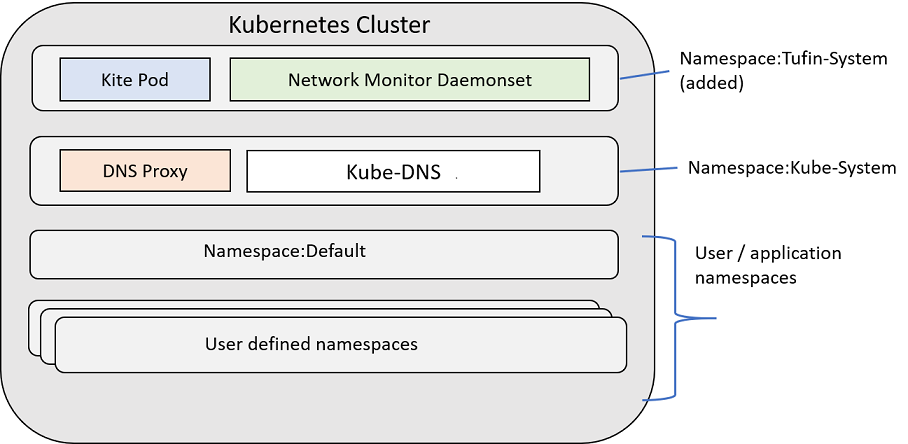 Kubernetes Cluster
Kite Pod
Network Monitor Daemonset
Namespace:Tufin-System
(added)
DNS Proxy
Kube-DNS
Namespace:Kube-System
Namespace:Default
User / application
namespaces
User defined namespaces